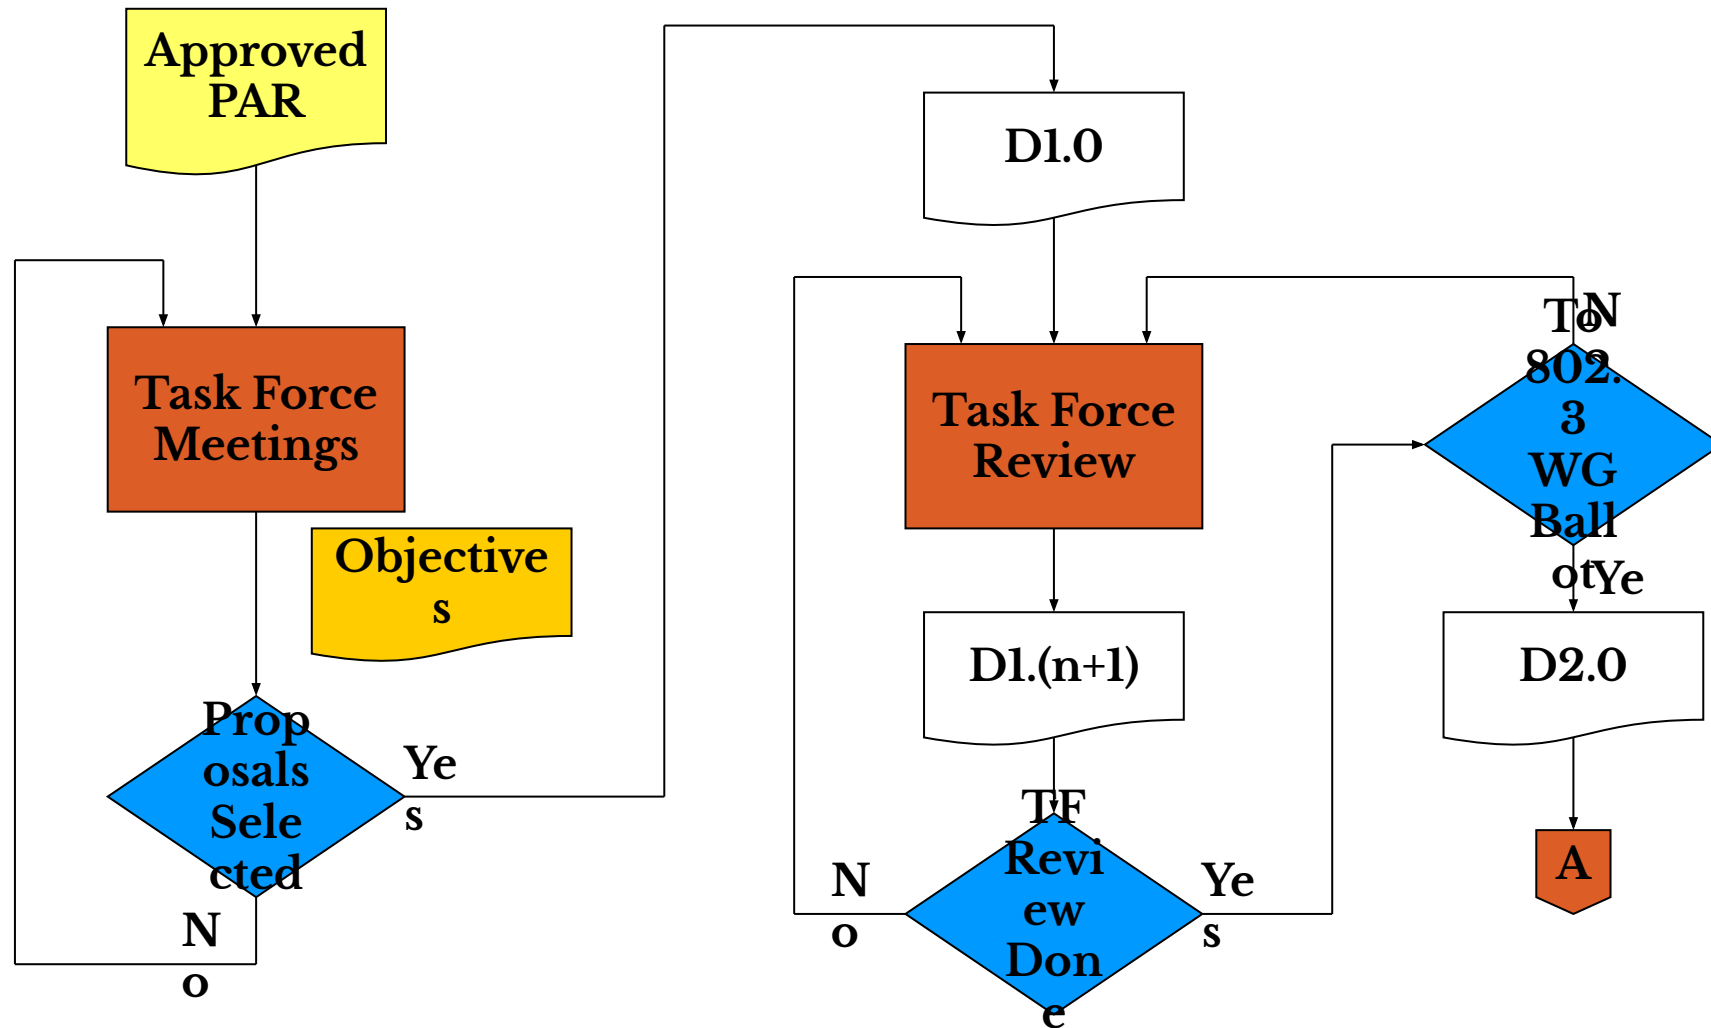 Approved
PAR
Task Force
Meetings
Objective
s
Prop
osals
Sele
cted
Ye
s
N
o
D1.0
Task Force
Review
D1.(n+1)
TF
Revi
ew
Don
e
N
o
Ye
s
To
802.
3
WG
Ball
ot
N
Ye
D2.0
A